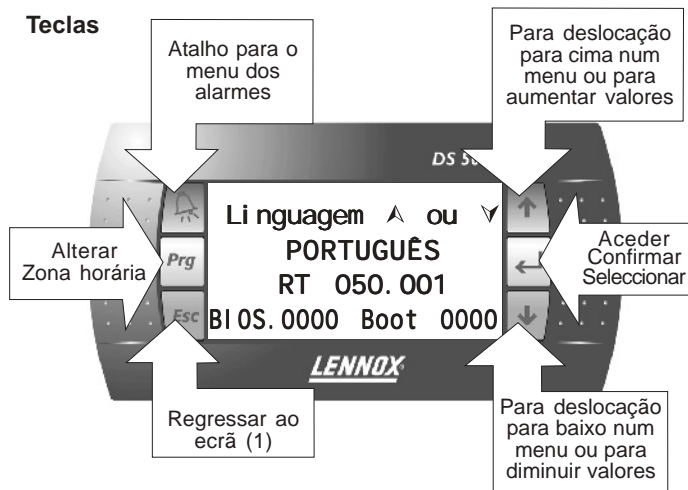 Teclas
Atalho para o
menu dos
alarmes
Para deslocação
para cima num
menu ou para
aumentar valores
DS 50
Linguagem ⋏ ou ⋎
PORTUGUÊS
RT 050.001
BIOS.0000 Boot 0000
Alterar
Zona horária
Prg
Esc
Aceder
Confirmar
Seleccionar
LENNOX
Regressar ao
ecrã (1)
Para deslocação
para baixo num
menu ou para
diminuir valores